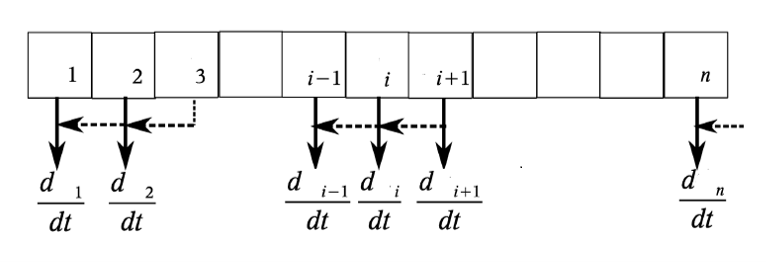 1 2 3 i−1 i i+1 n
d 1 d 2 d i−1 d i d i+1 d n
dt dt dt dt dt dt